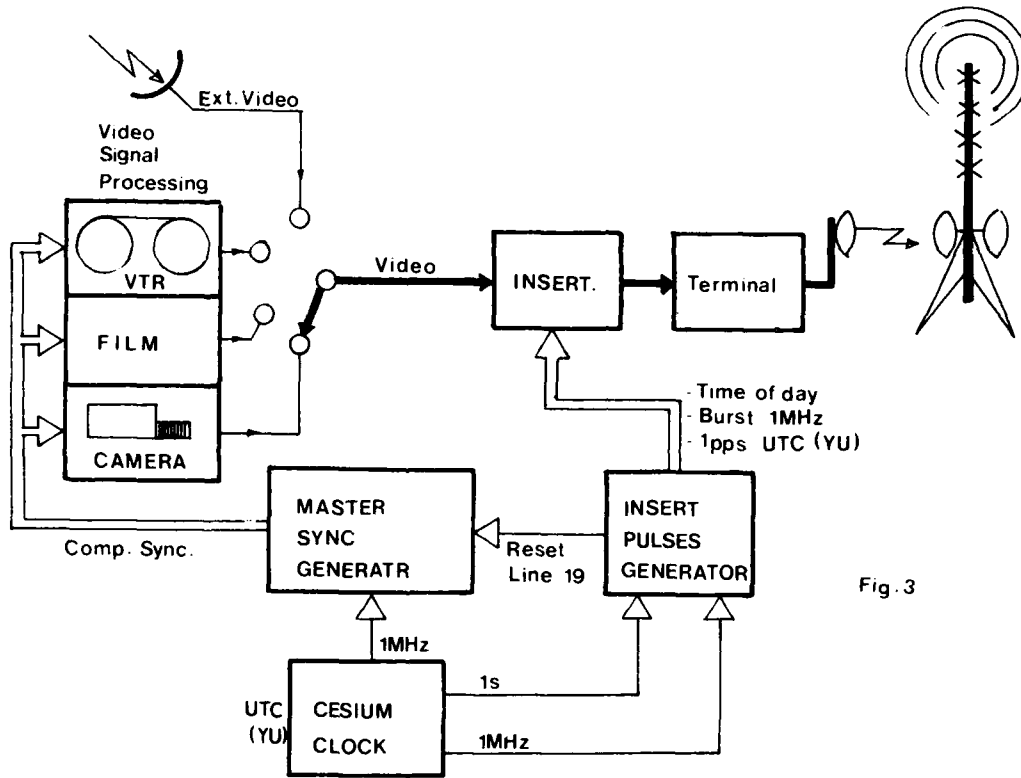 Ext. Video
Video
Signal
Processing
VTR
FILM
CAMERA
Video
INSERT.
Terminal
- Time of day
- Burst 1MHz
- 1pps UTC (YU)
MASTER
SYNC
GENERATR
Comp. Sync.
Reset
Line 19
INSERT
PULSES
GENERATOR
Fig. 3
1MHz
UTC
(YU)
CESIUM
CLOCK
1s
1MHz